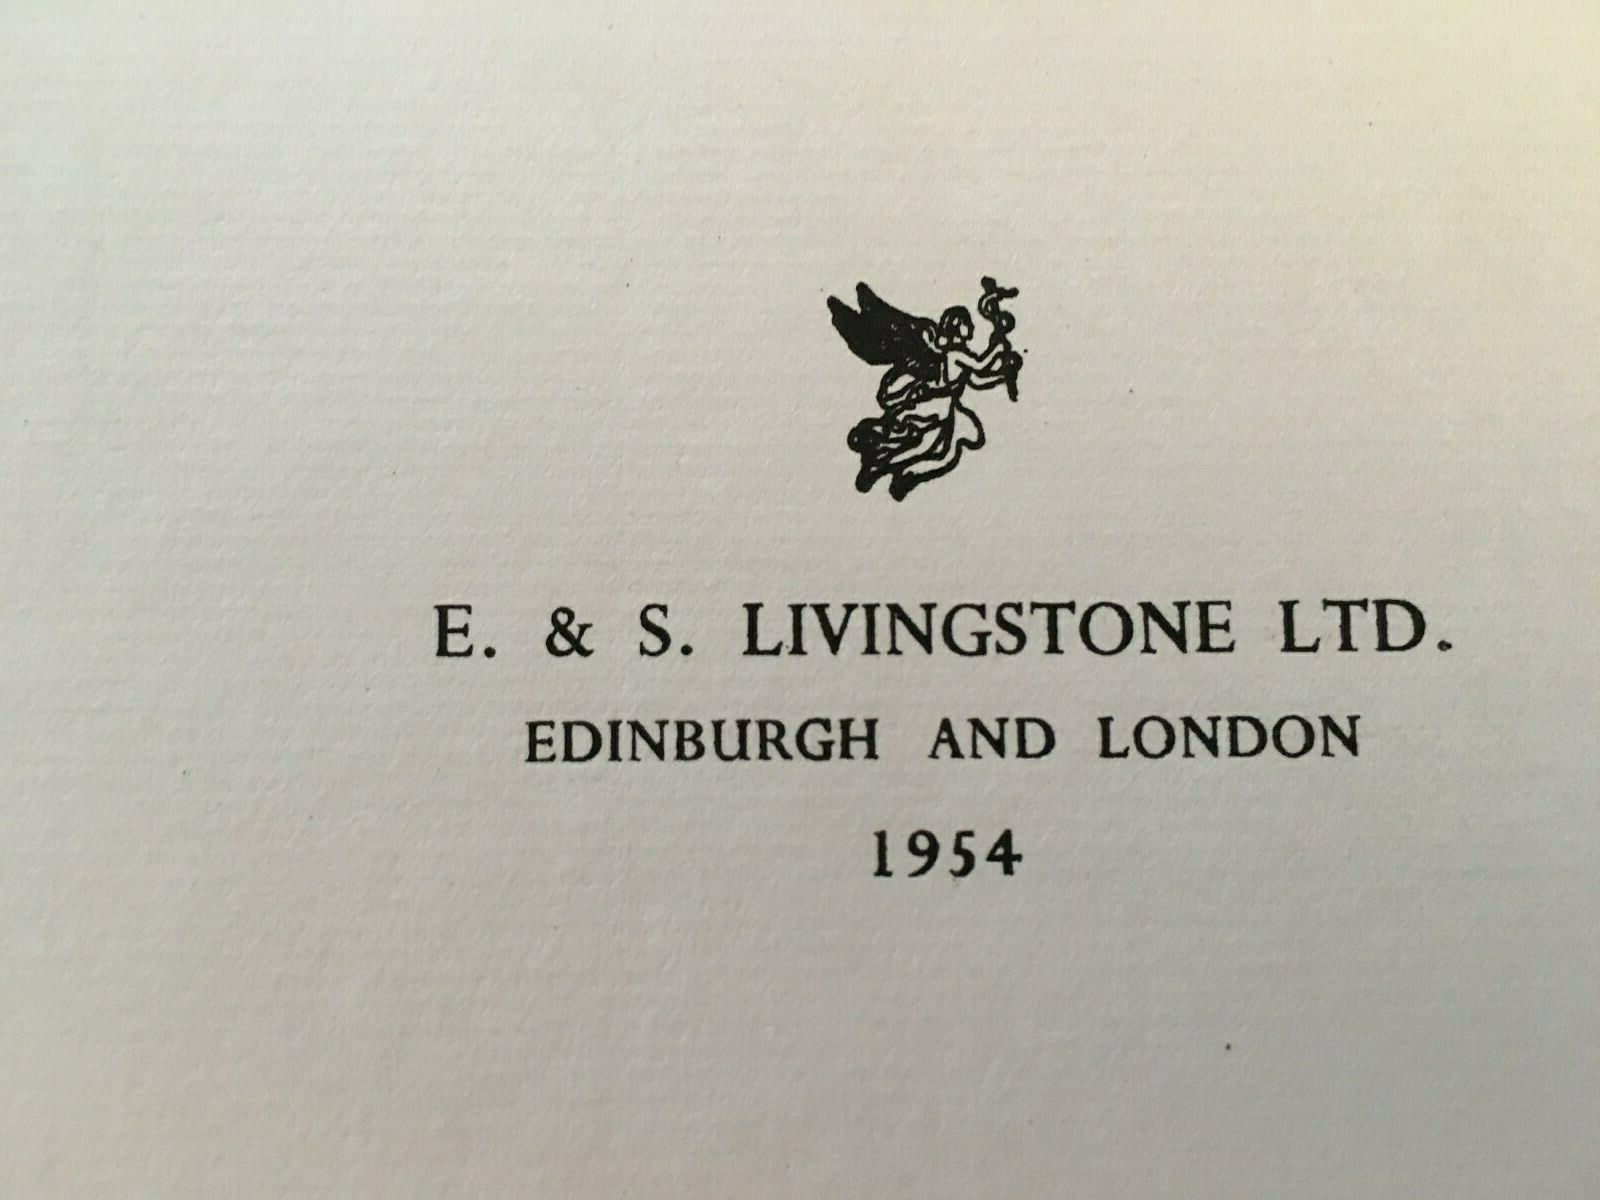 E. & S. LIVINGSTONE LTD.
EDINBURGH AND LONDON
1954